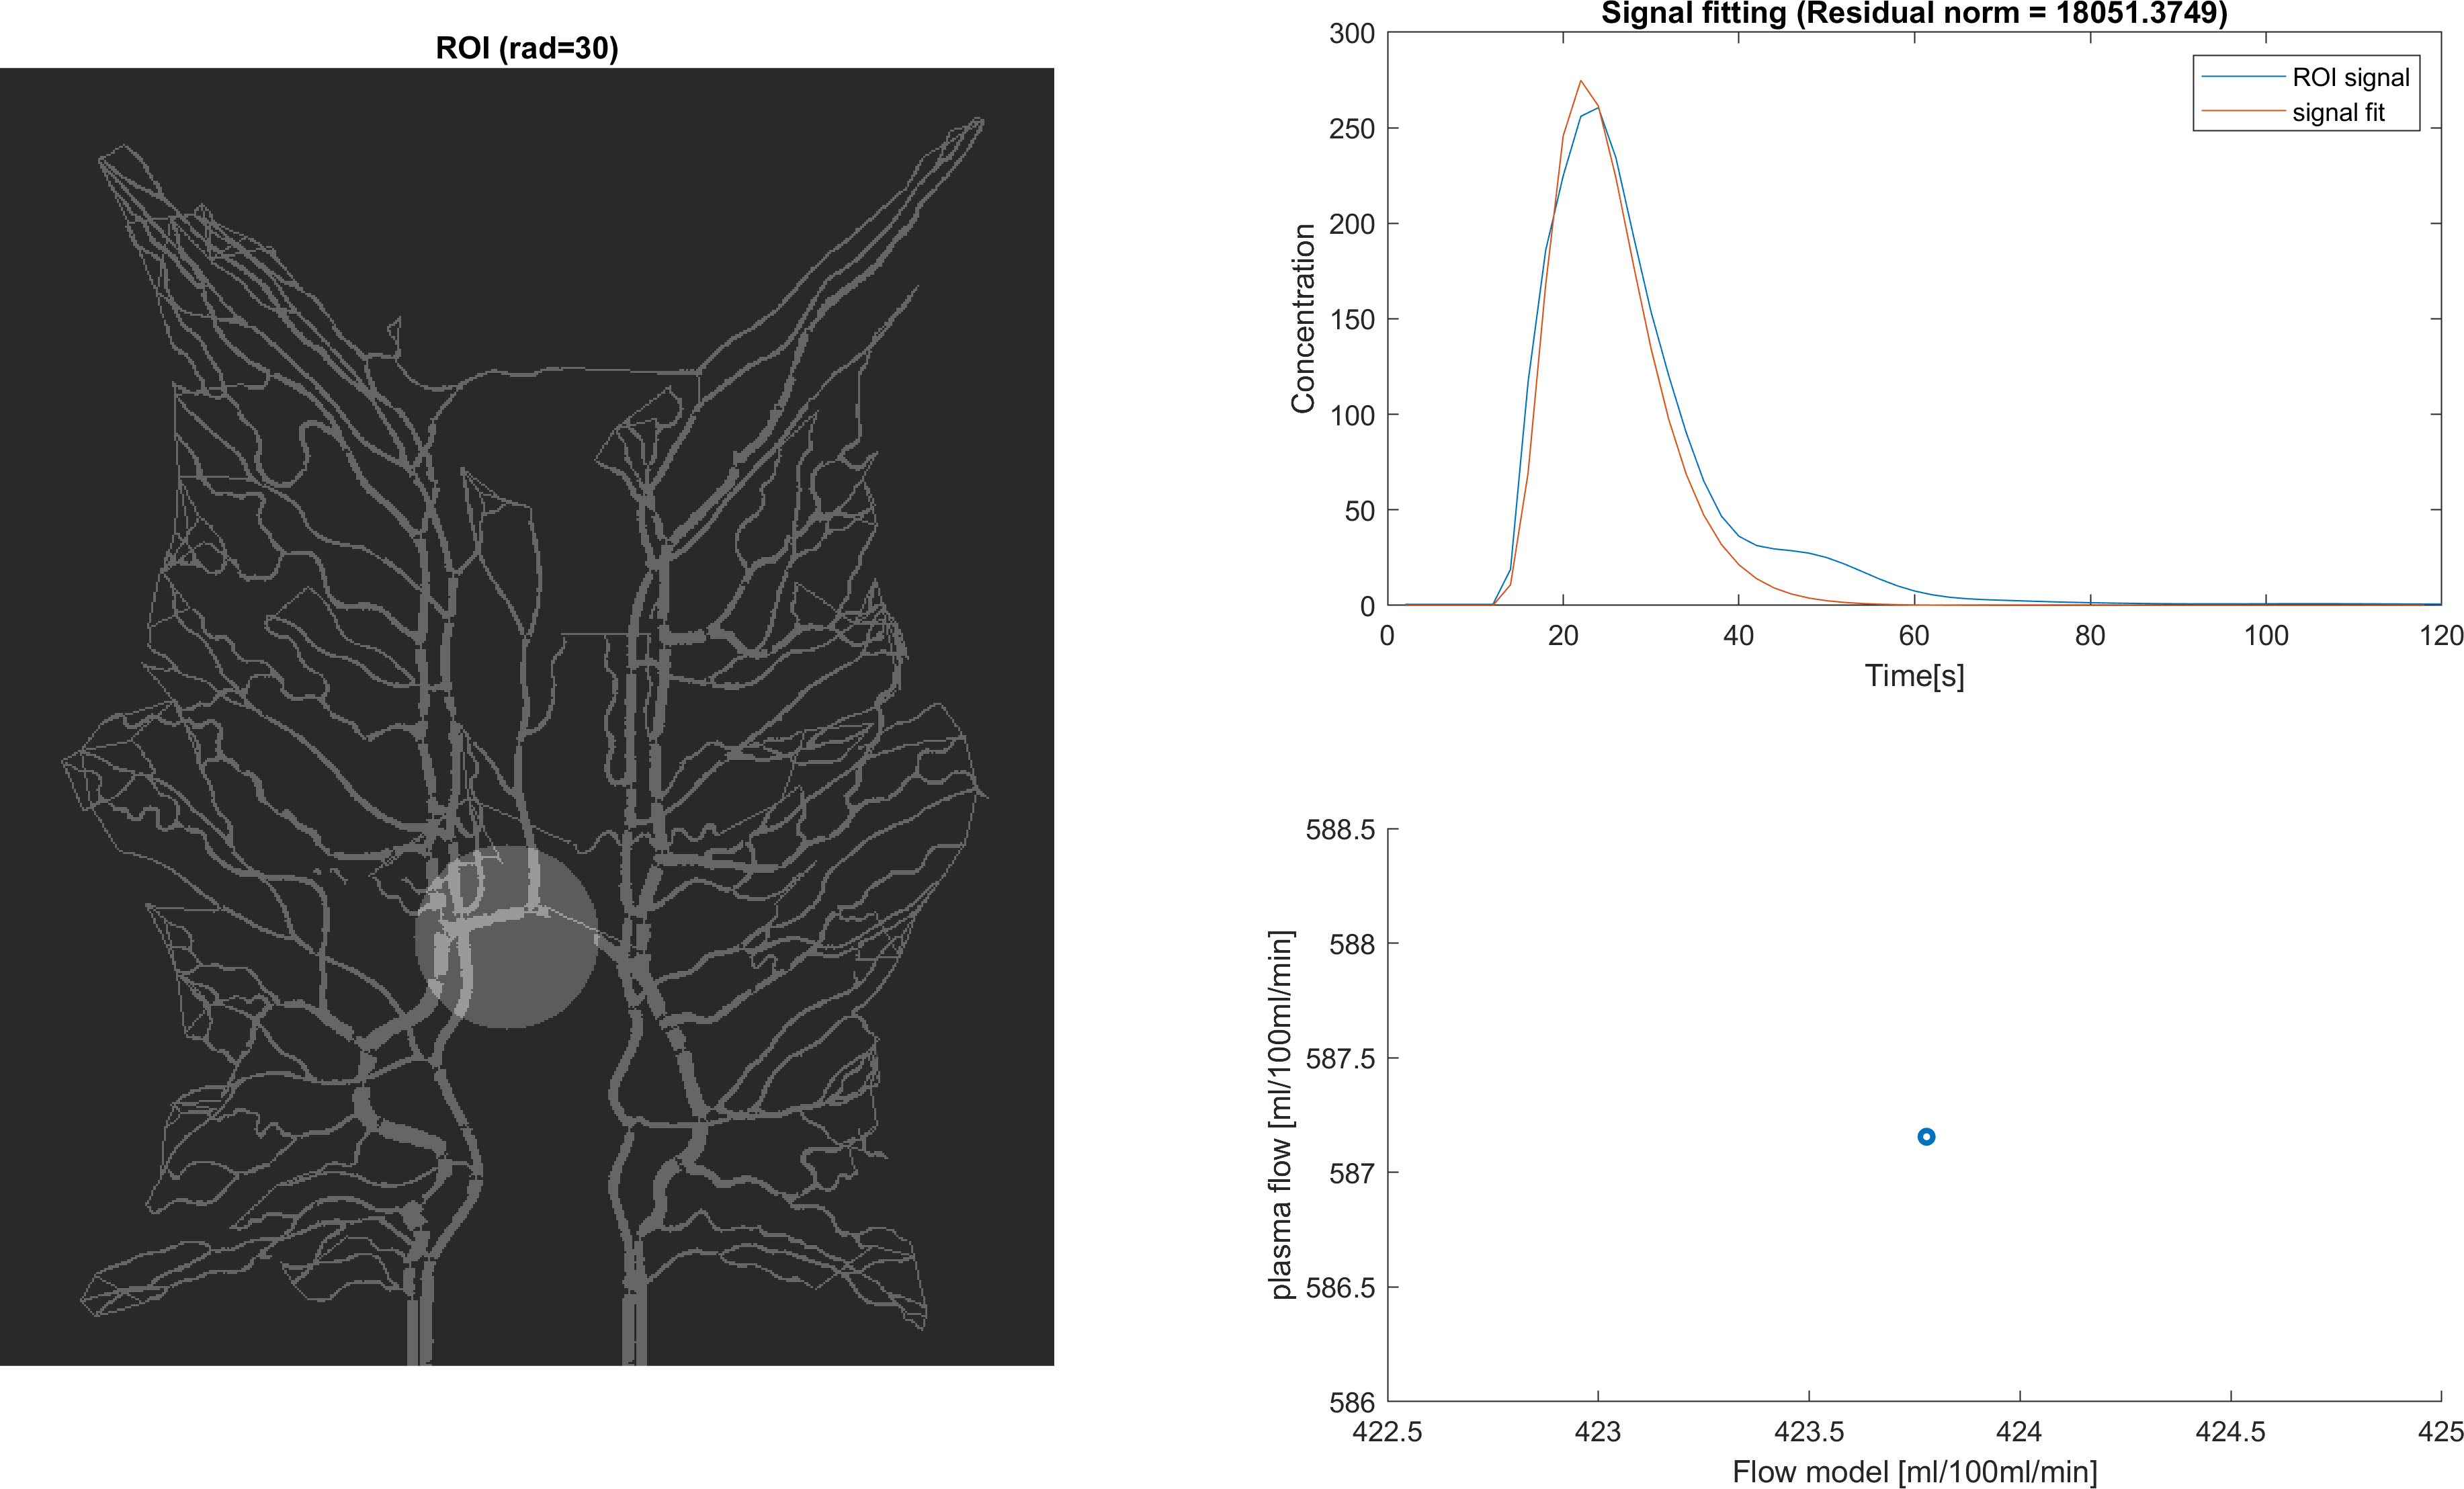 ROI (rad=30)
Signal fitting (Residual norm = 18051.3749)
300
250
200
150
100
50
0
Concentration
ROI signal
signal fit
0 20 40 60 80 100 120
Time[s]
588.5
588
587.5
587
586.5
586
plasma flow [ml/100ml/min]
422.5 423 423.5 424 424.5 425
Flow model [ml/100ml/min]